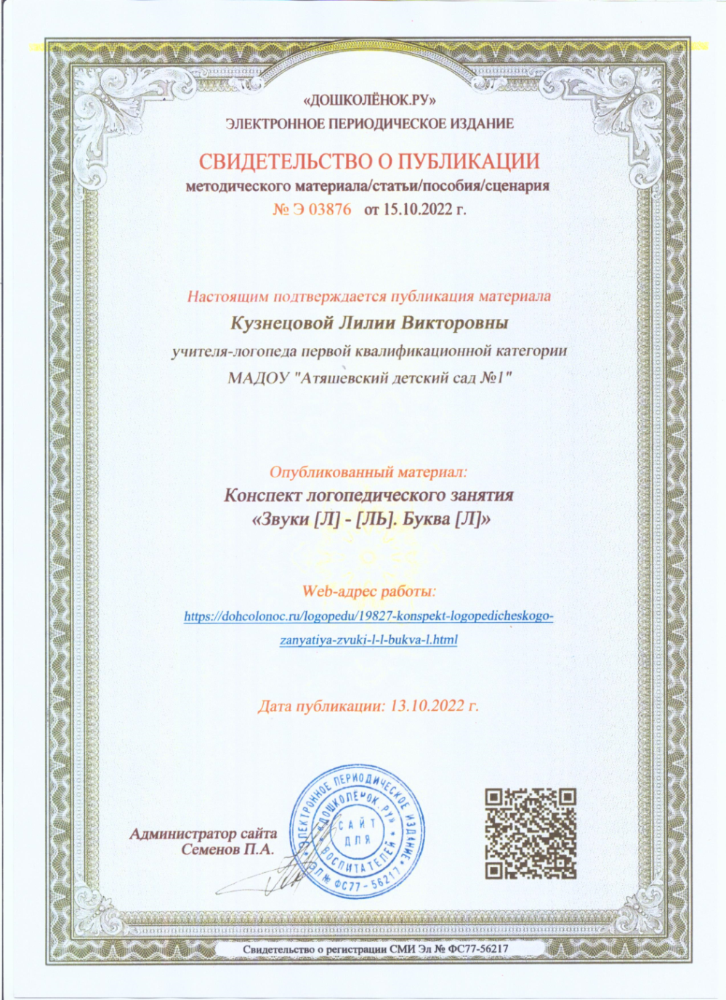 «ДОШКОЛЁНОК.РУ»
ЭЛЕКТРОННОЕ ПЕРИОДИЧЕСКОЕ ИЗДАНИЕ
СВИДЕТЕЛЬСТВО О ПУБЛИКАЦИИ
методического материала/статьи/пособия/сценария
№ Э 03876 от 15.10.2022 г.
Настоящим подтверждается публикация материала
Кузнецовой Лилии Викторовны
учителя-логопеда первой квалификационной категории
МАДОУ "Атяшевский детский сад №1"
Опубликованный материал:
Конспект логопедического занятия
«Звуки [Л] - [ЛЬ]. Буква [Л]»
Web-адрес работы:
https://dohcolonoc.ru/logopedu/19827-konspekt-logopedicheskogo-
zanyatiya-zvuki-l-l-bukva-l.html
Дата публикации: 13.10.2022 г.
Администратор сайта
Семенов П.А.
ЭЛЕКТРОННОЕ ПЕРИОДИЧЕСКОЕ ИЗДАНИЕ
ЭЛ № ФС77-56217
«ДОШКОЛЁНОК.РУ»
ВОСПИТАТЕЛЕЙ
САЙТ
ДЛЯ
Свидетельство о регистрации СМИ Эл № ФС77-56217